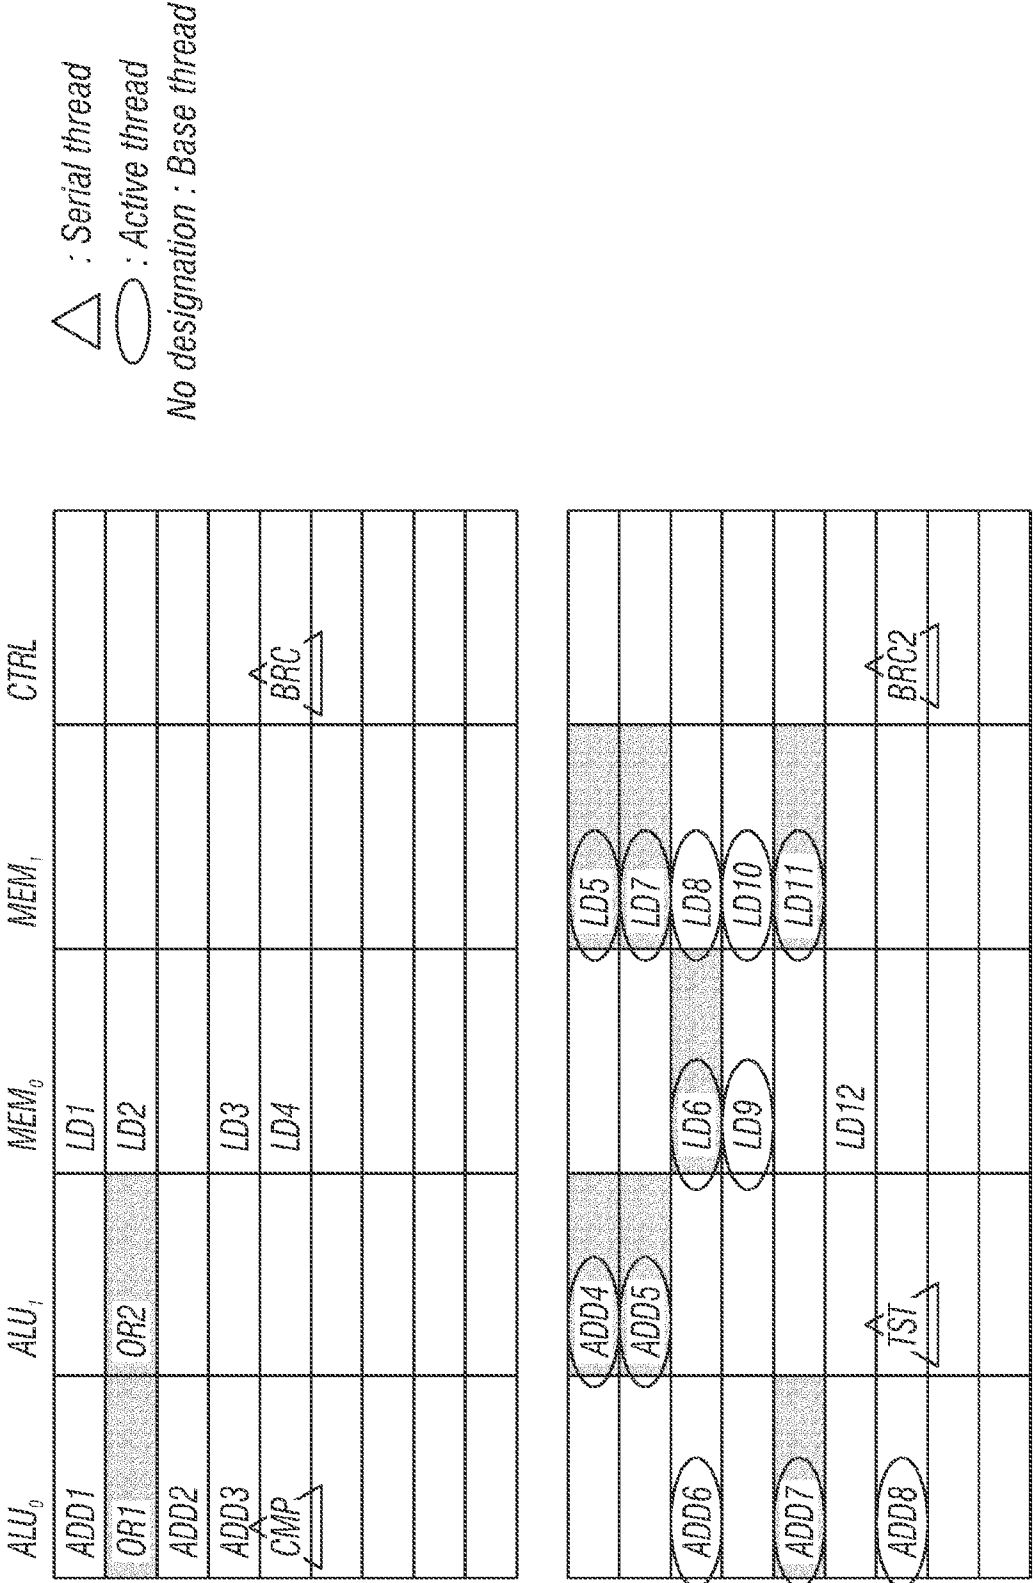 ALU0 ALU1 MEM0 MEM1 CTRL
ADD1 LD1
OR1 OR2 LD2
ADD2
ADD3 LD3
CMP LD4 BRC
ADD4 LD5
ADD5 LD7
ADD6 LD6 LD8
LD9 LD10
ADD7 LD11
LD12
ADD8 TST BRC2
: Serial thread
: Active thread
No designation : Base thread